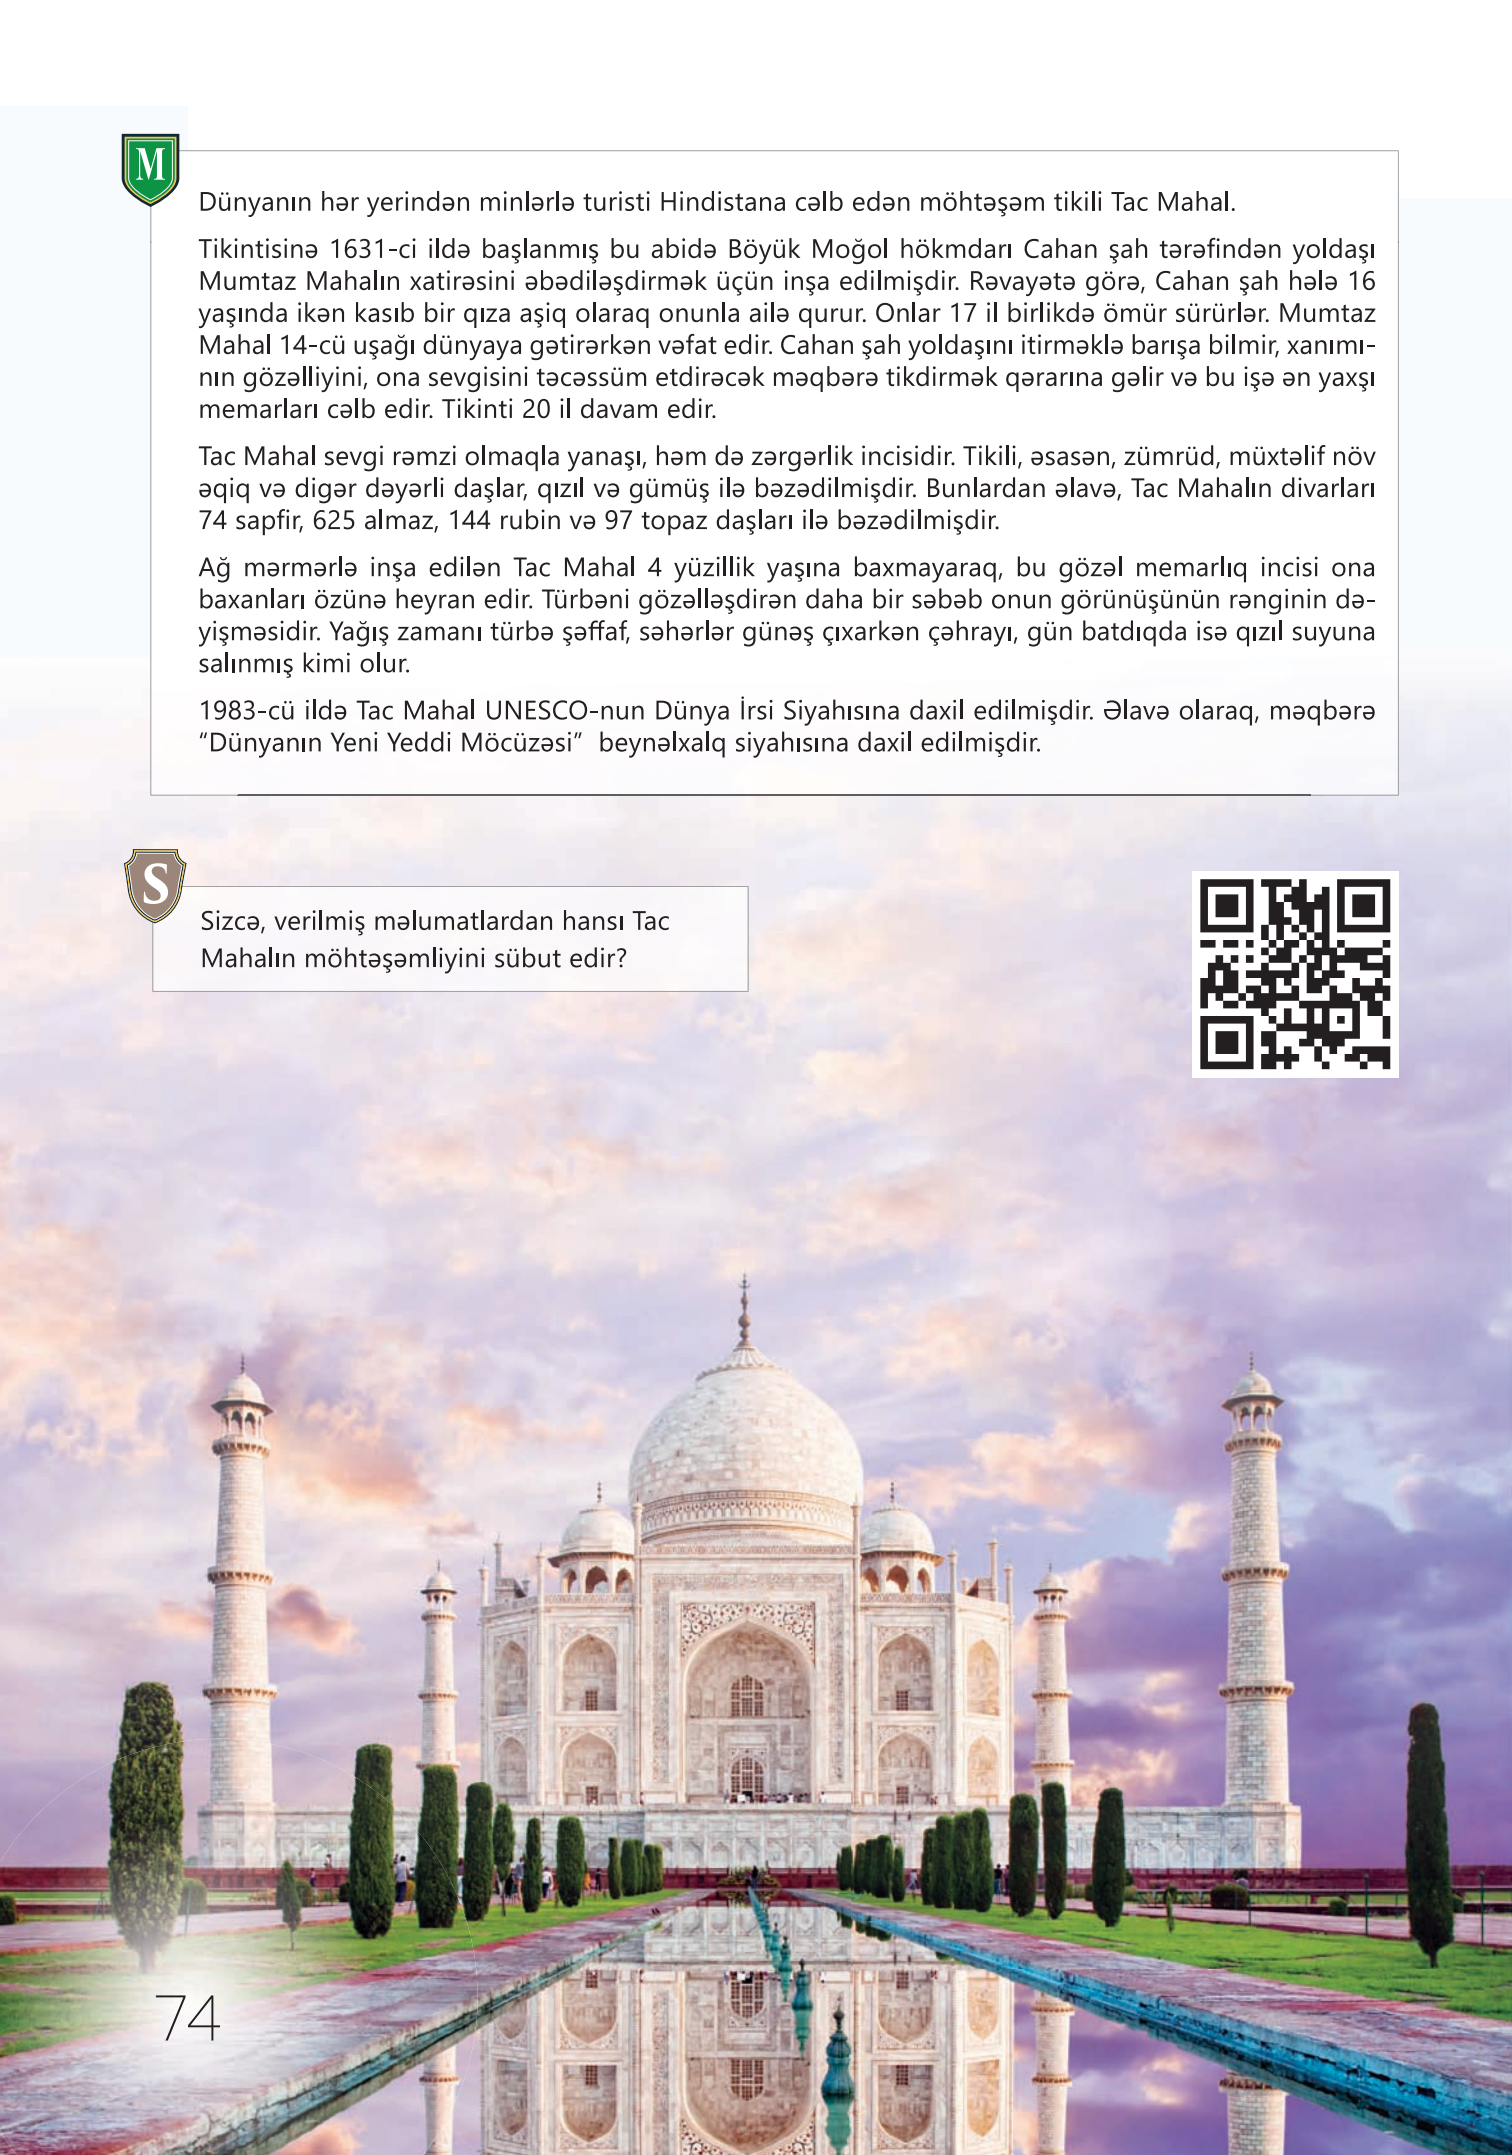 M
Dünyanın hər yerindən minlərlə turisti Hindistana cəlb edən möhtəşəm tikili Tac Mahal.
Tikintisinə 1631-ci ildə başlanmış bu abidə Böyük Moğol hökmdarı Cahan şah tərəfindən yoldaşı
Mumtaz Mahalın xatirəsini əbədiləşdirmək üçün inşa edilmişdir. Rəvayətə görə, Cahan şah hələ 16
yaşında ikən kasıb bir qıza aşiq olaraq onunla ailə qurur. Onlar 17 il birlikdə ömür sürürlər. Mumtaz
Mahal 14-cü uşağı dünyaya gətirərkən vəfat edir. Cahan şah yoldaşını itirməklə barışa bilmir, xanımı-
nın gözəlliyini, ona sevgisini təcəssüm etdirəcək məqbərə tikdirmək qərarına gəlir və bu işə ən yaxşı
memarları cəlb edir. Tikinti 20 il davam edir.
Tac Mahal sevgi rəmzi olmaqla yanaşı, həm də zərgərlik incisidir. Tikili, əsasən, zümrüd, müxtəlif növ
əqiq və digər dəyərli daşlar, qızıl və gümüş ilə bəzədilmişdir. Bunlardan əlavə, Tac Mahalın divarları
74 sapfir, 625 almaz, 144 rubin və 97 topaz daşları ilə bəzədilmişdir.
Ağ mərmərlə inşa edilən Tac Mahal 4 yüzillik yaşına baxmayaraq, bu gözəl memarlıq incisi ona
baxanları özünə heyran edir. Türbəni gözəlləşdirən daha bir səbəb onun görünüşünün rənginin də-
yişməsidir. Yağış zamanı türbə şəffaf, səhərlər günəş çıxarkən çəhrayı, gün batdıqda isə qızıl suyuna
salınmış kimi olur.
1983-cü ildə Tac Mahal UNESCO-nun Dünya İrsi Siyahısına daxil edilmişdir. Əlavə olaraq, məqbərə
“Dünyanın Yeni Yeddi Möcüzəsi” beynəlxalq siyahısına daxil edilmişdir.
S
Sizcə, verilmiş məlumatlardan hansı Tac
Mahalın möhtəşəmliyini sübut edir?
74